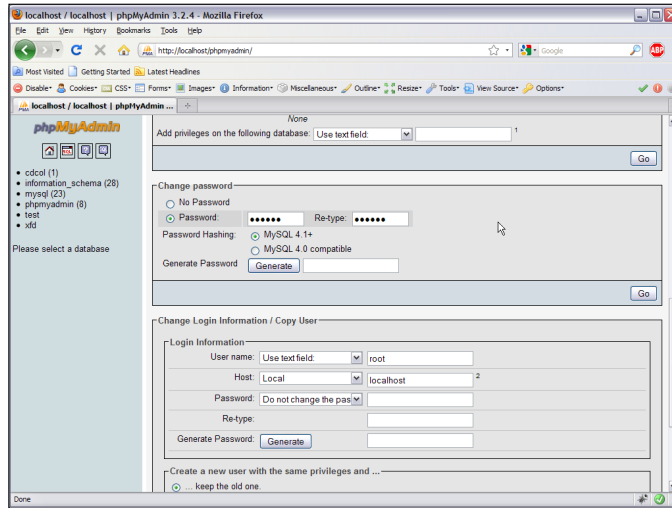 localhost / localhost | phpMyAdmin 3.2.4 - Mozilla Firefox
File Edit View History Bookmarks Tools Help
http://localhost/phpmyadmin/
Google
ABP
Most Visited Getting Started Latest Headlines
Disable Cookies CSS Forms Images Information Miscellaneous Outline Resize Tools View Source Options
localhost / localhost | phpMyAdmin ...
phpMyAdmin
SQL
cdcol (1)
information_schema (28)
mysql (23)
phpmyadmin (8)
test
xfd
Please select a database
None
Add privileges on the following database: Use text field: 1
Go
Change password
No Password
Password: •••••• Re-type: ••••••
Password Hashing: MySQL 4.1+
MySQL 4.0 compatible
Generate Password Generate
Go
Change Login Information / Copy User
Login Information
User name: Use text field: root
Host: Local localhost 2
Password: Do not change the pas
Re-type:
Generate Password: Generate
Create a new user with the same privileges and ...
... keep the old one.
Done